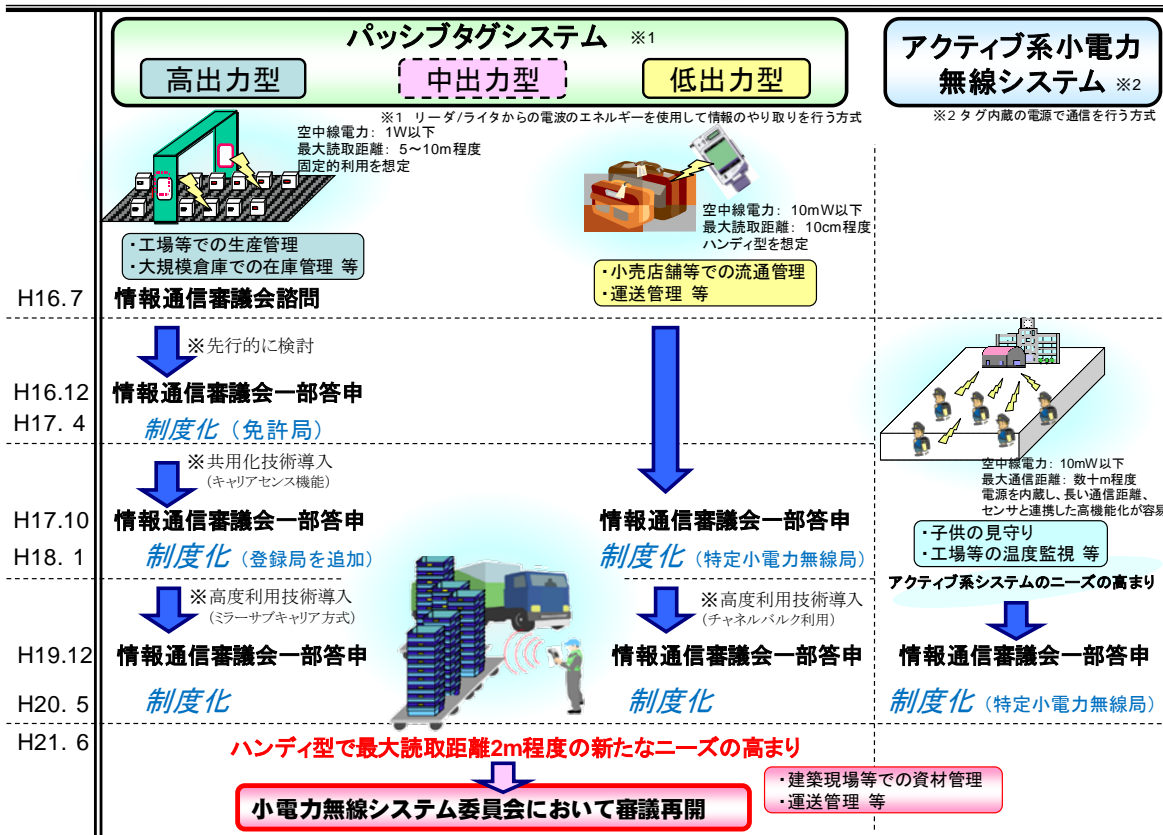 パッシブタグシステム ※1
高出力型
中出力型
低出力型
アクティブ系小電力
無線システム ※2
※1 リーダ/ライタからの電波のエネルギーを使用して情報のやり取りを行う方式
※2 タグ内蔵の電源で通信を行う方式
空中線電力: 1W以下
最大読取距離: 5~10m程度
固定的利用を想定
・工場等での生産管理
・大規模倉庫での在庫管理 等
空中線電力: 10mW以下
最大読取距離: 10cm程度
ハンディ型を想定
・小売店舗等での流通管理
・運送管理 等
H16.7
情報通信審議会諮問
※先行的に検討
H16.12
情報通信審議会一部答申
H17. 4
制度化(免許局)
※共用化技術導入
(キャリアセンス機能)
空中線電力: 10mW以下
最大通信距離: 数十m程度
電源を内蔵し、長い通信距離、
センサと連携した高機能化が容易
・子供の見守り
・工場等の温度監視 等
アクティブ系システムのニーズの高まり
H17.10
情報通信審議会一部答申
情報通信審議会一部答申
H18. 1
制度化(登録局を追加)
制度化(特定小電力無線局)
※高度利用技術導入
(ミラーサブキャリア方式)
※高度利用技術導入
(チャネルバルク利用)
H19.12
情報通信審議会一部答申
情報通信審議会一部答申
情報通信審議会一部答申
H20. 5
制度化
制度化
制度化(特定小電力無線局)
H21. 6
ハンディ型で最大読取距離2m程度の新たなニーズの高まり
・建築現場等での資材管理
・運送管理 等
小電力無線システム委員会において審議再開